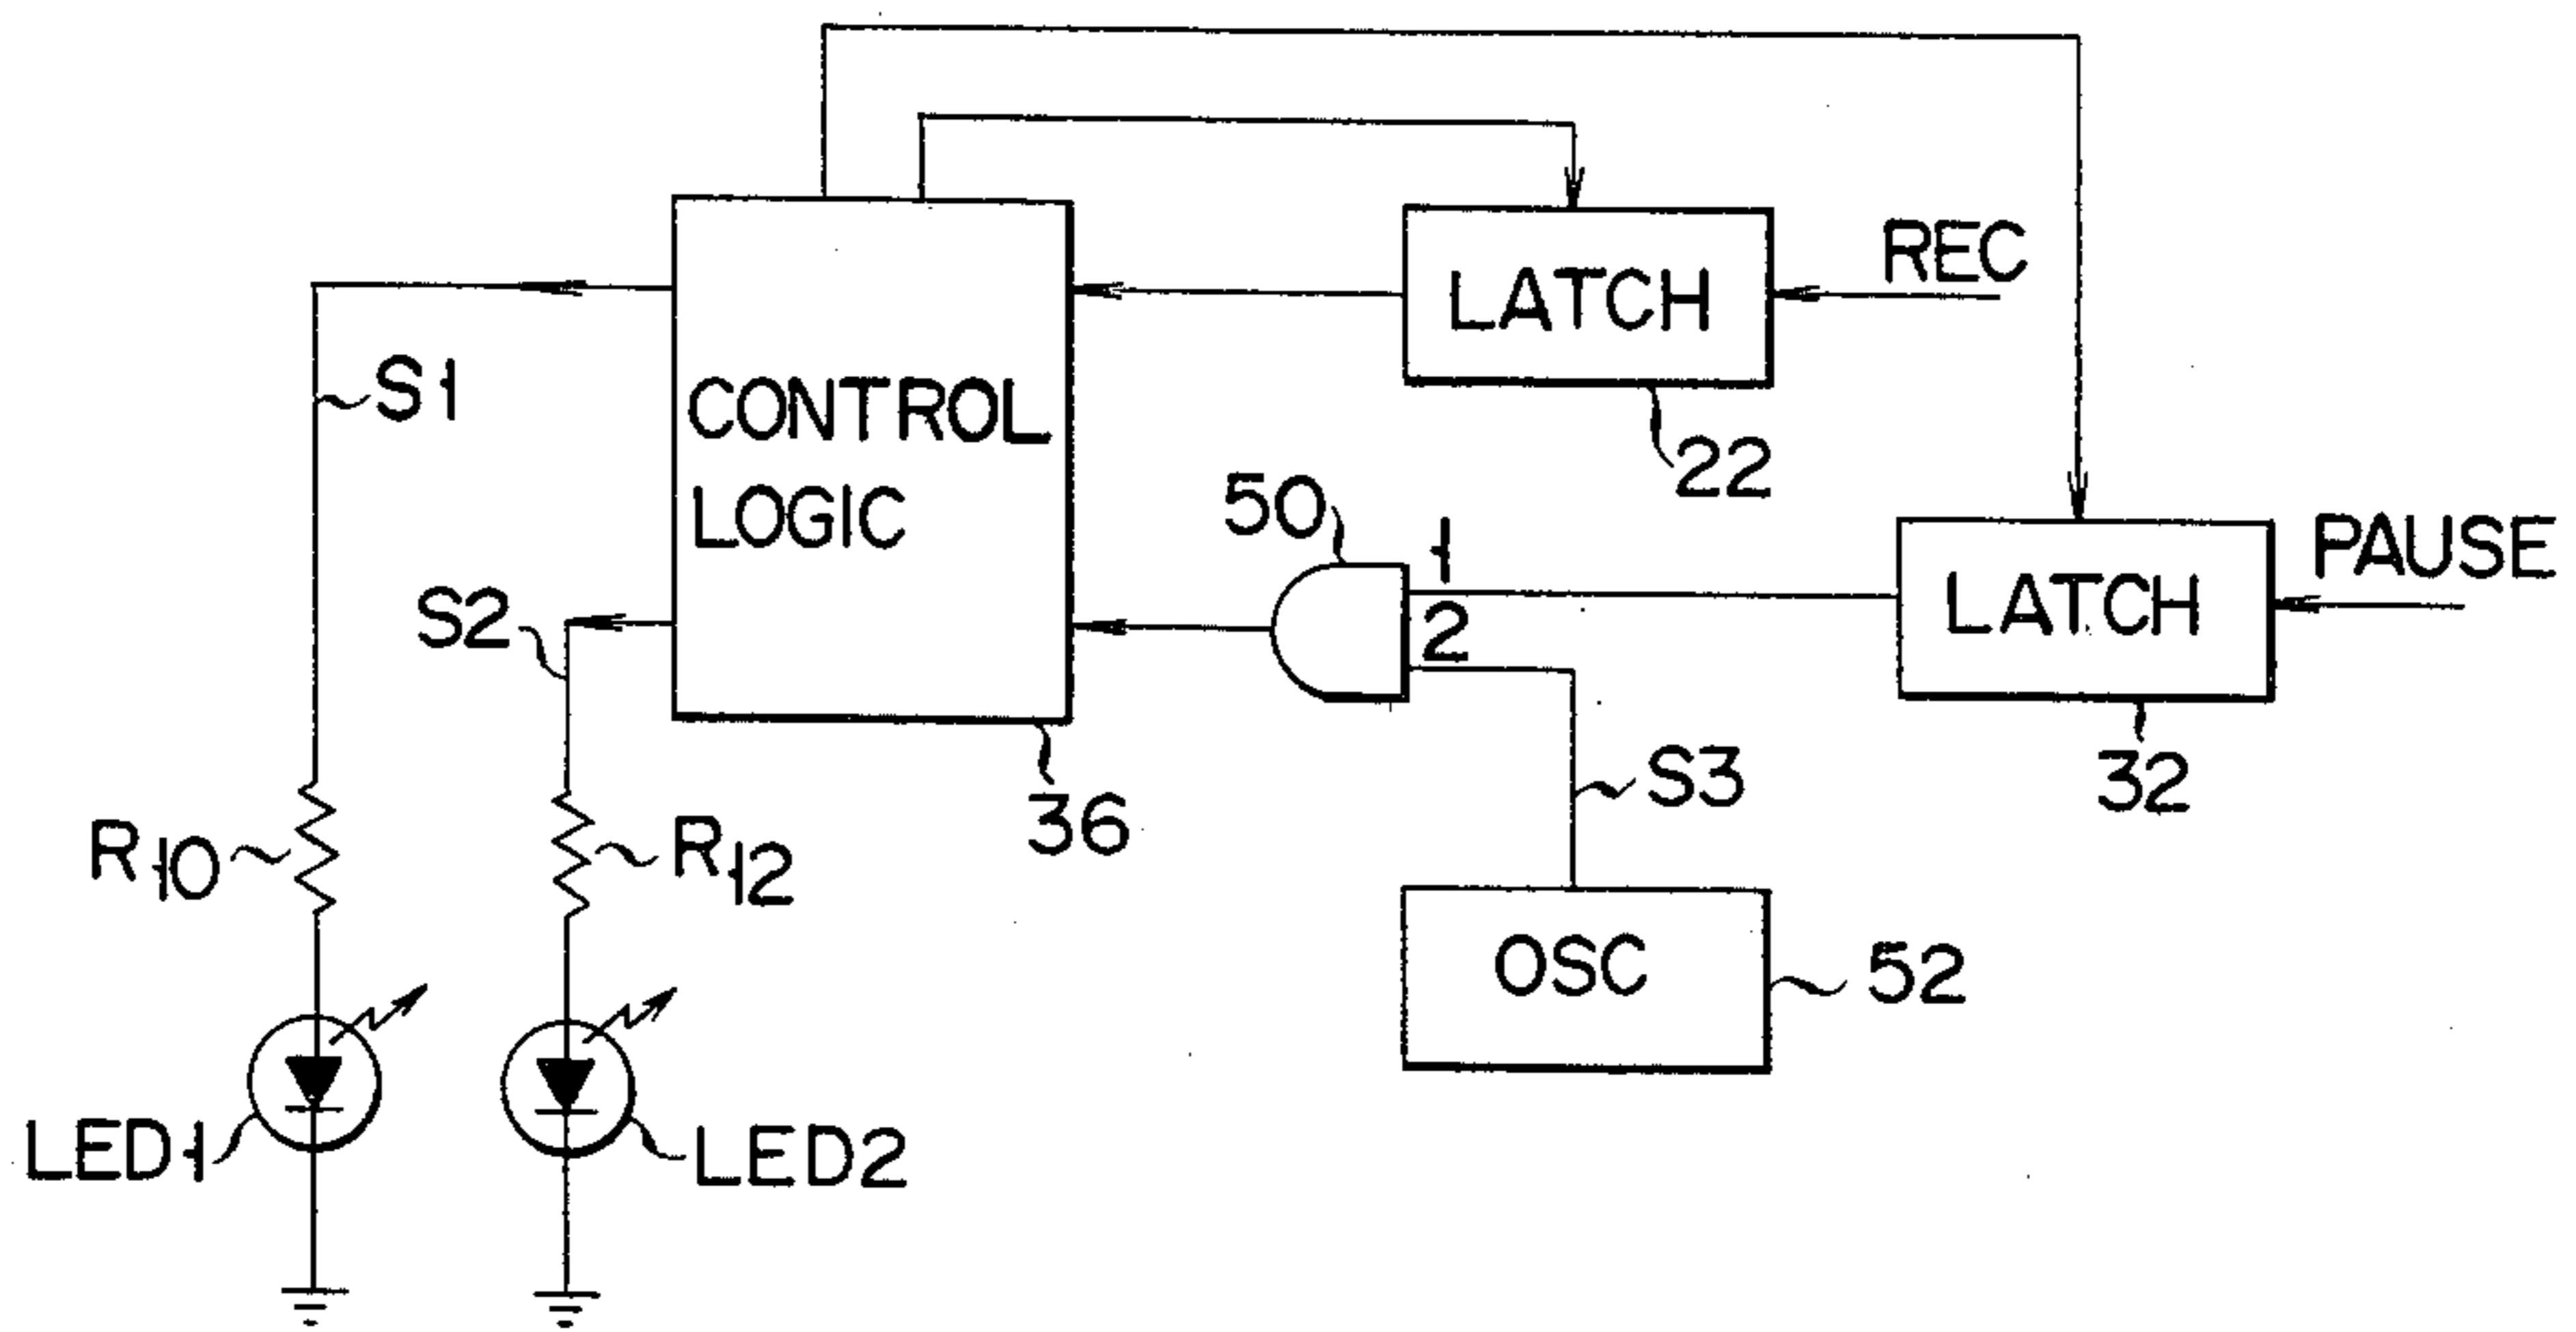 REC
LATCH
S1
CONTROL
LOGIC
22
50
1
PAUSE
2
LATCH
S2
S3
32
36
R10
R12
OSC
52
LED1
LED2